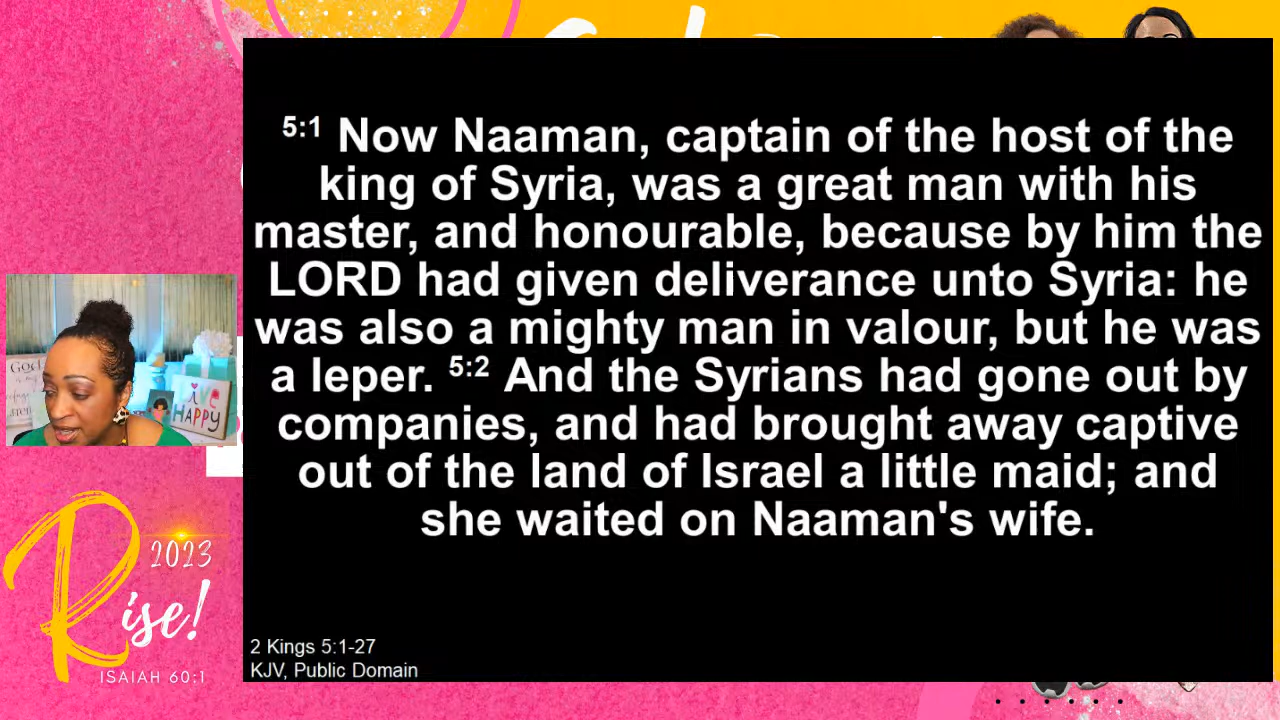 5:1 Now Naaman, captain of the host of the
king of Syria, was a great man with his
master, and honourable, because by him the
LORD had given deliverance unto Syria: he
was also a mighty man in valour, but he was
a leper. 5:2 And the Syrians had gone out by
companies, and had brought away captive
out of the land of Israel a little maid; and
she waited on Naaman's wife.
2 Kings 5:1-27
KJV, Public Domain
God
live
HAPPY
2023
Rise!
ISAIAH 60:1